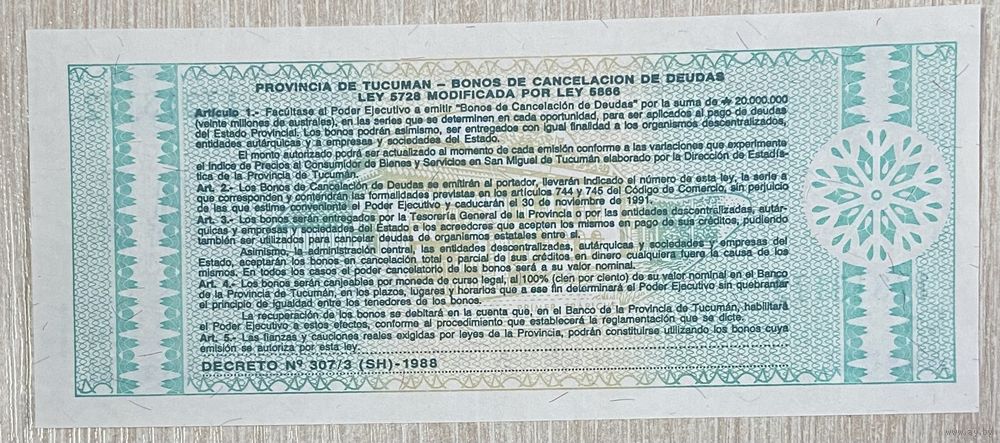 PROVINCIA DE TUCUMAN – BONOS DE CANCELACION DE DEUDAS
LEY 5728 MODIFICADA POR LEY 5866
Artículo 1.- Facúltase al Poder Ejecutivo a emitir "Bonos de Cancelación de Deudas" por la suma de ₳ 20.000.000
(veinte millones de australes), en las series que se determinen en cada oportunidad, para ser aplicados al pago de deudas
del Estado Provincial. Los bonos podrán asimismo, ser entregados con igual finalidad a los organismos descentralizados,
entidades autárquicas y a empresas y sociedades del Estado.
El monto autorizado podrá ser actualizado al momento de cada emisión conforme a las variaciones que experimente
el Indice de Precios al Consumidor de Bienes y Servicios en San Miguel de Tucumán elaborado por la Dirección de Estadís-
tica de la Provincia de Tucumán.
Art. 2.- Los Bonos de Cancelación de Deudas se emitirán al portador, llevarán indicado el número de esta ley, la serie a
que corresponden y contendrán las formalidades previstas en los artículos 744 y 745 del Código de Comercio, sin perjuicio
de las que estime conveniente el Poder Ejecutivo y caducarán el 30 de noviembre de 1991.
Art. 3.- Los bonos serán entregados por la Tesorería General de la Provincia o por las entidades descentralizadas, autár-
quicas y empresas y sociedades del Estado a los acreedores que acepten los mismos en pago de sus créditos, pudiendo
también ser utilizados para cancelar deudas de organismos estatales entre sí.
Asimismo, la administración central, las entidades descentralizadas, autárquicas y sociedades y empresas del
Estado, aceptarán los bonos en cancelación total o parcial de sus créditos en dinero cualquiera fuera la causa de los
mismos. En todos los casos el poder cancelatorio de los bonos será a su valor nominal.
Art. 4.- Los bonos serán canjeables por moneda de curso legal, al 100% (cien por ciento) de su valor nominal en el Banco
de la Provincia de Tucumán, en los plazos, lugares y horarios que a ese fin determinará el Poder Ejecutivo sin quebrantar
el principio de igualdad entre los tenedores de los bonos.
La recuperación de los bonos se debitará en la cuenta que, en el Banco de la Provincia de Tucumán, habilitará
el Poder Ejecutivo a estos efectos, conforme al procedimiento que establecerá la reglamentación que se dicte.
Art. 5.- Las fianzas y cauciones reales exigidas por leyes de la Provincia, podrán constituirse utilizando los bonos cuya
emisión se autoriza por esta ley.
DECRETO Nº 307/3 (SH)-1988
www.ay.by